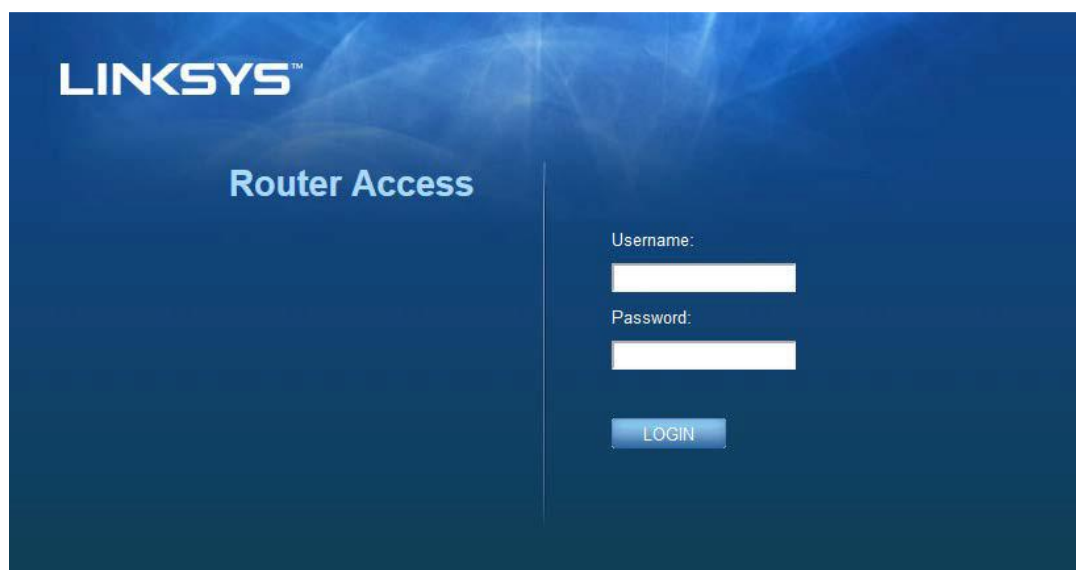 LINKSYS™
Router Access
Username:
Password:
LOGIN